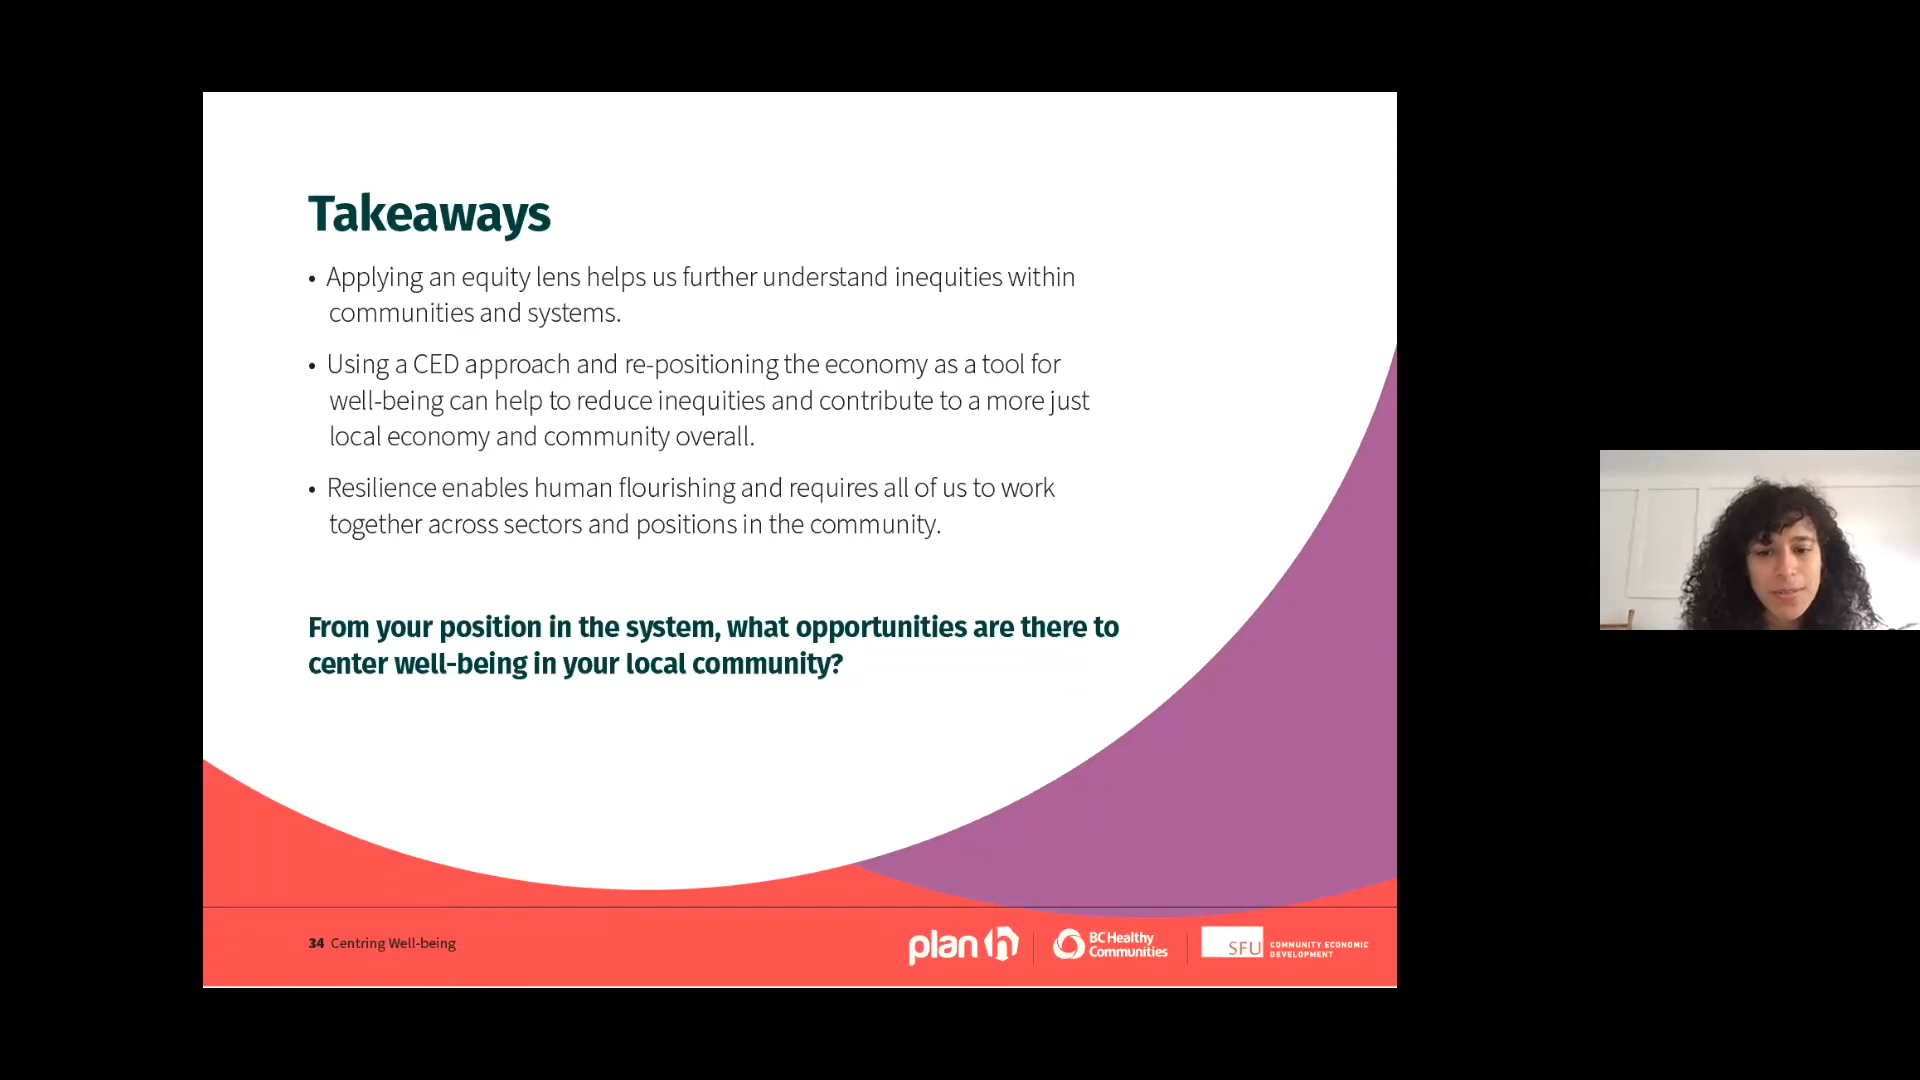 Takeaways
• Applying an equity lens helps us further understand inequities within
communities and systems.
• Using a CED approach and re-positioning the economy as a tool for
well-being can help to reduce inequities and contribute to a more just
local economy and community overall.
• Resilience enables human flourishing and requires all of us to work
together across sectors and positions in the community.
From your position in the system, what opportunities are there to
center well-being in your local community?
34 Centring Well-being
plan h
BC Healthy
Communities
SFU
COMMUNITY ECONOMIC
DEVELOPMENT